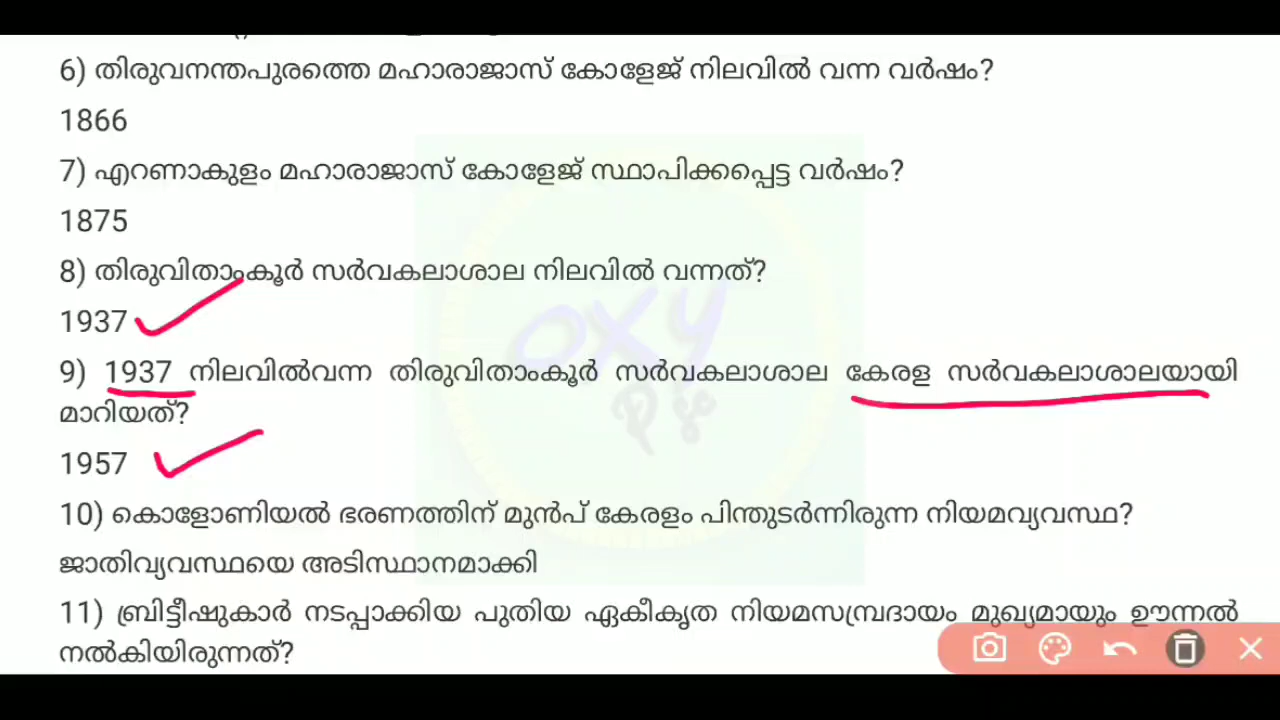 6) തിരുവനന്തപുരത്തെ മഹാരാജാസ് കോളേജ് നിലവിൽ വന്ന വർഷം?
1866
7) എറണാകുളം മഹാരാജാസ് കോളേജ് സ്ഥാപിക്കപ്പെട്ട വർഷം?
1875
8) തിരുവിതാംകൂർ സർവകലാശാല നിലവിൽ വന്നത്?
1937
9) 1937 നിലവിൽവന്ന തിരുവിതാംകൂർ സർവകലാശാല കേരള സർവകലാശാലയായി
മാറിയത്?
1957
10) കൊളോണിയൽ ഭരണത്തിന് മുൻപ് കേരളം പിന്തുടർന്നിരുന്ന നിയമവ്യവസ്ഥ?
ജാതിവ്യവസ്ഥയെ അടിസ്ഥാനമാക്കി
11) ബ്രിട്ടീഷുകാർ നടപ്പാക്കിയ പുതിയ ഏകീകൃത നിയമസമ്പ്രദായം മുഖ്യമായും ഊന്നൽ
നൽകിയിരുന്നത്?
oxy